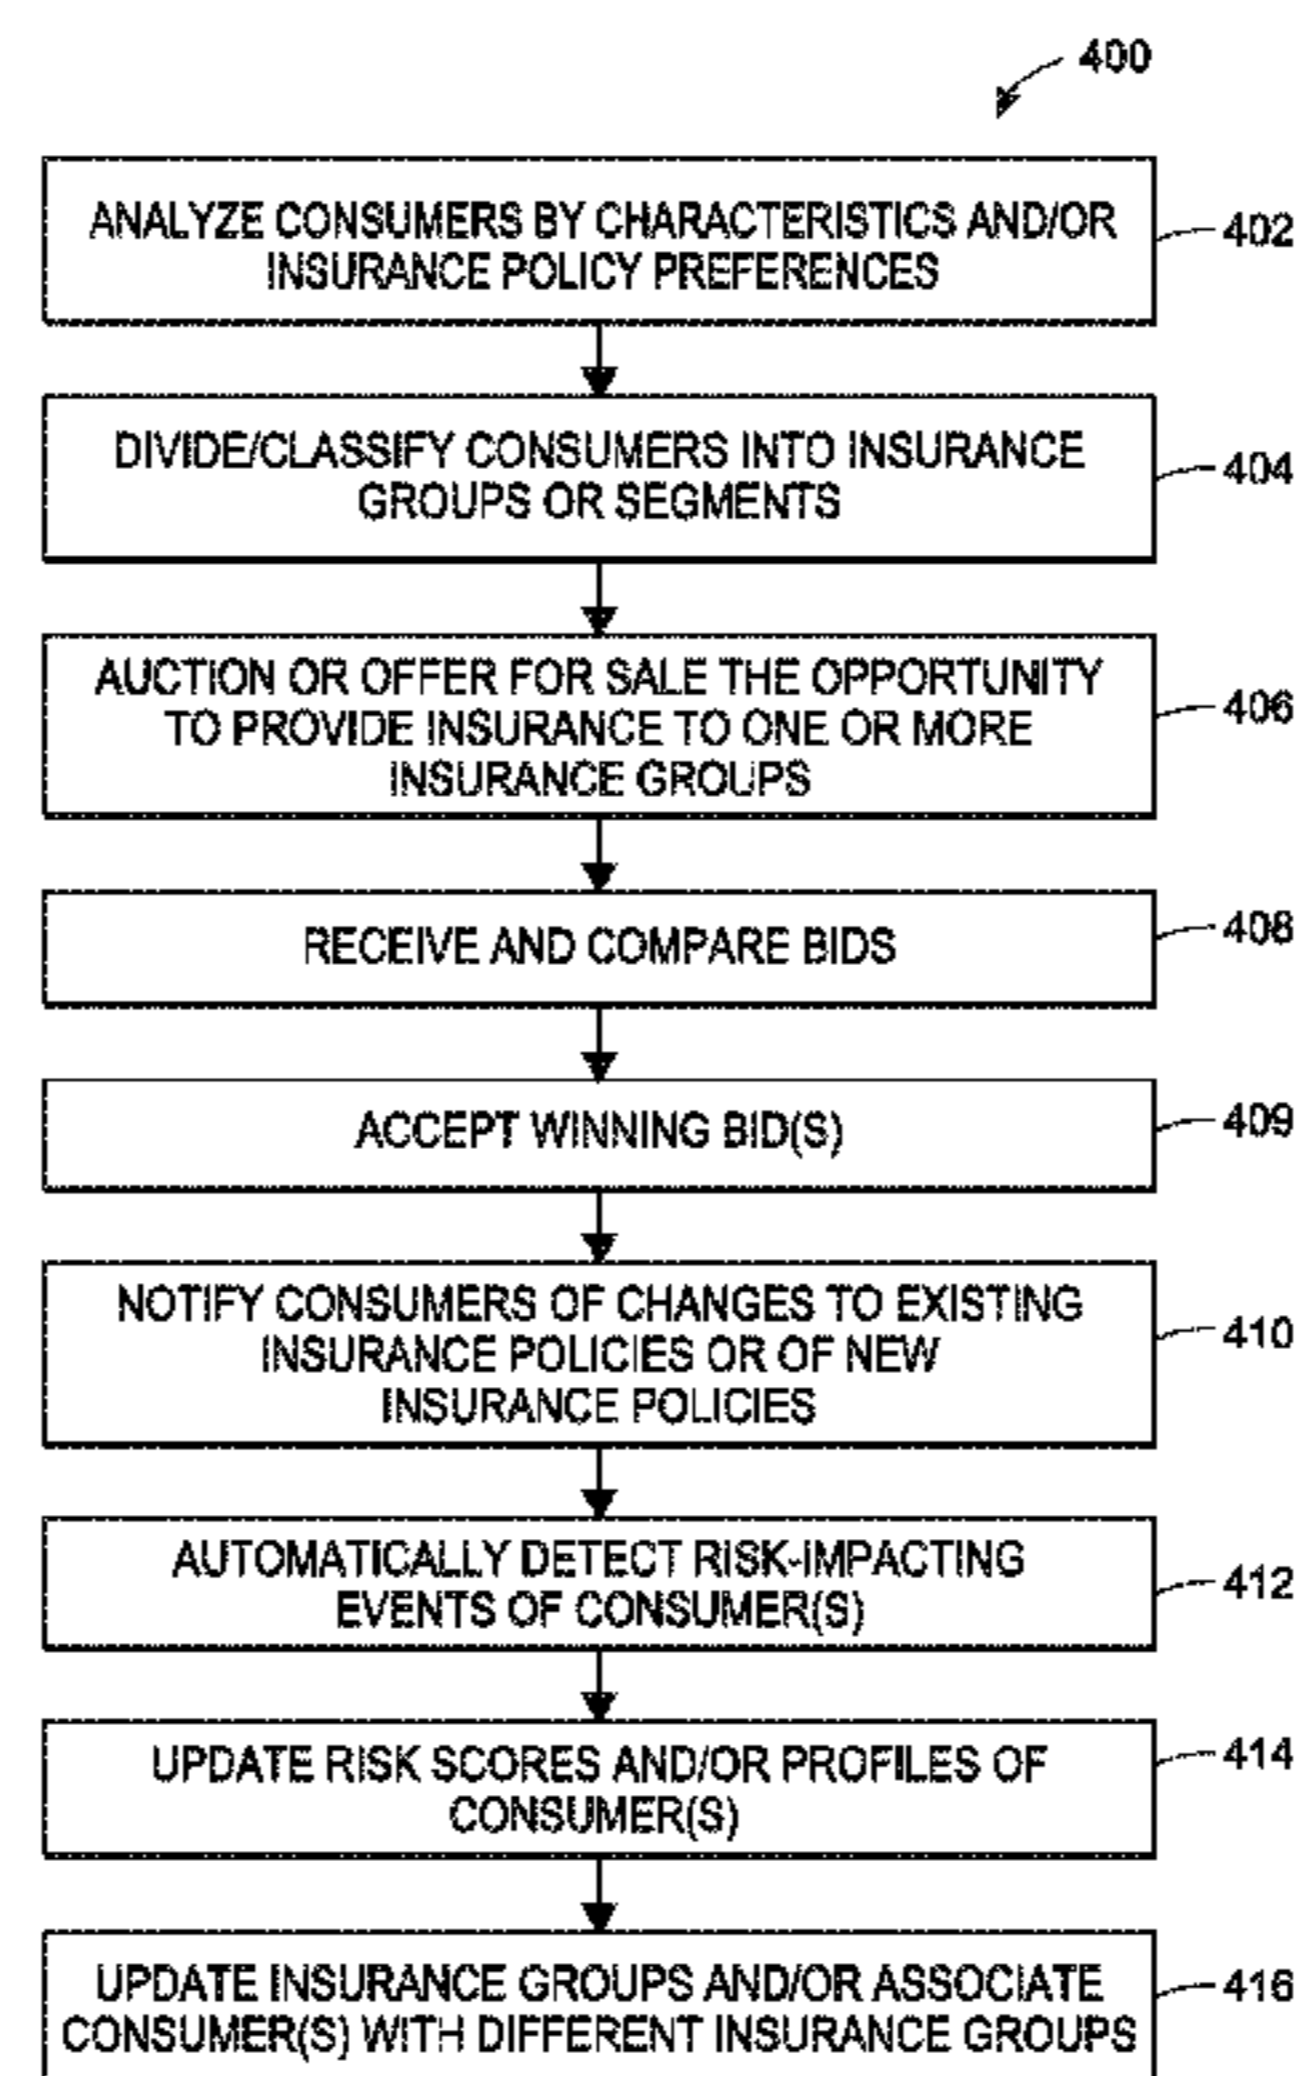 400
ANALYZE CONSUMERS BY CHARACTERISTICS AND/OR
INSURANCE POLICY PREFERENCES
402
DIVIDE/CLASSIFY CONSUMERS INTO INSURANCE
GROUPS OR SEGMENTS
404
AUCTION OR OFFER FOR SALE THE OPPORTUNITY
TO PROVIDE INSURANCE TO ONE OR MORE
INSURANCE GROUPS
406
RECEIVE AND COMPARE BIDS
408
ACCEPT WINNING BID(S)
409
NOTIFY CONSUMERS OF CHANGES TO EXISTING
INSURANCE POLICIES OR OF NEW
INSURANCE POLICIES
410
AUTOMATICALLY DETECT RISK-IMPACTING
EVENTS OF CONSUMER(S)
412
UPDATE RISK SCORES AND/OR PROFILES OF
CONSUMER(S)
414
UPDATE INSURANCE GROUPS AND/OR ASSOCIATE
CONSUMER(S) WITH DIFFERENT INSURANCE GROUPS
416